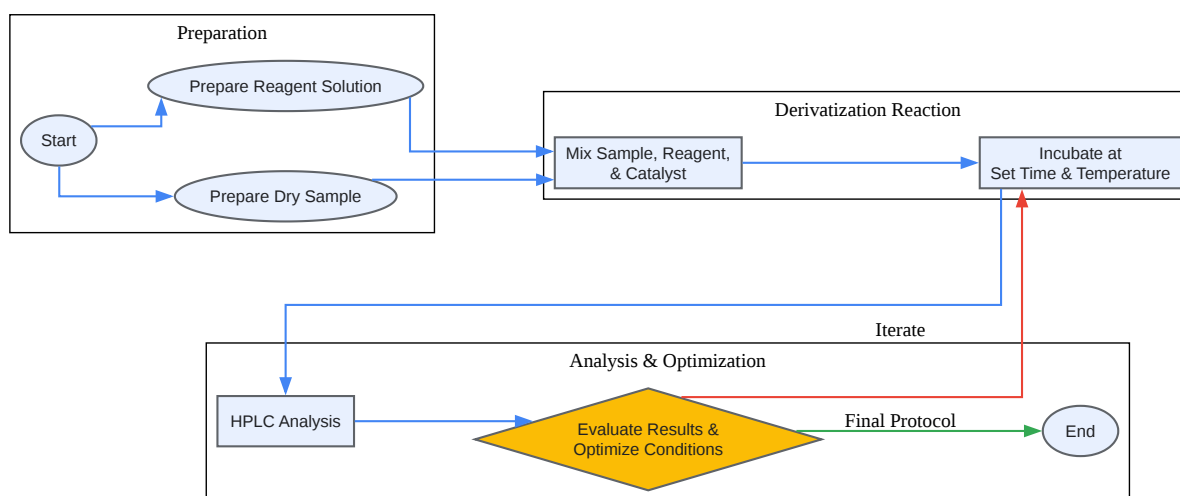 Preparation
Prepare Reagent Solution
Start
Prepare Dry Sample
Derivatization Reaction
Mix Sample, Reagent,
& Catalyst
Incubate at
Set Time & Temperature
Iterate
Analysis & Optimization
HPLC Analysis
Evaluate Results &
Optimize Conditions
Final Protocol
End